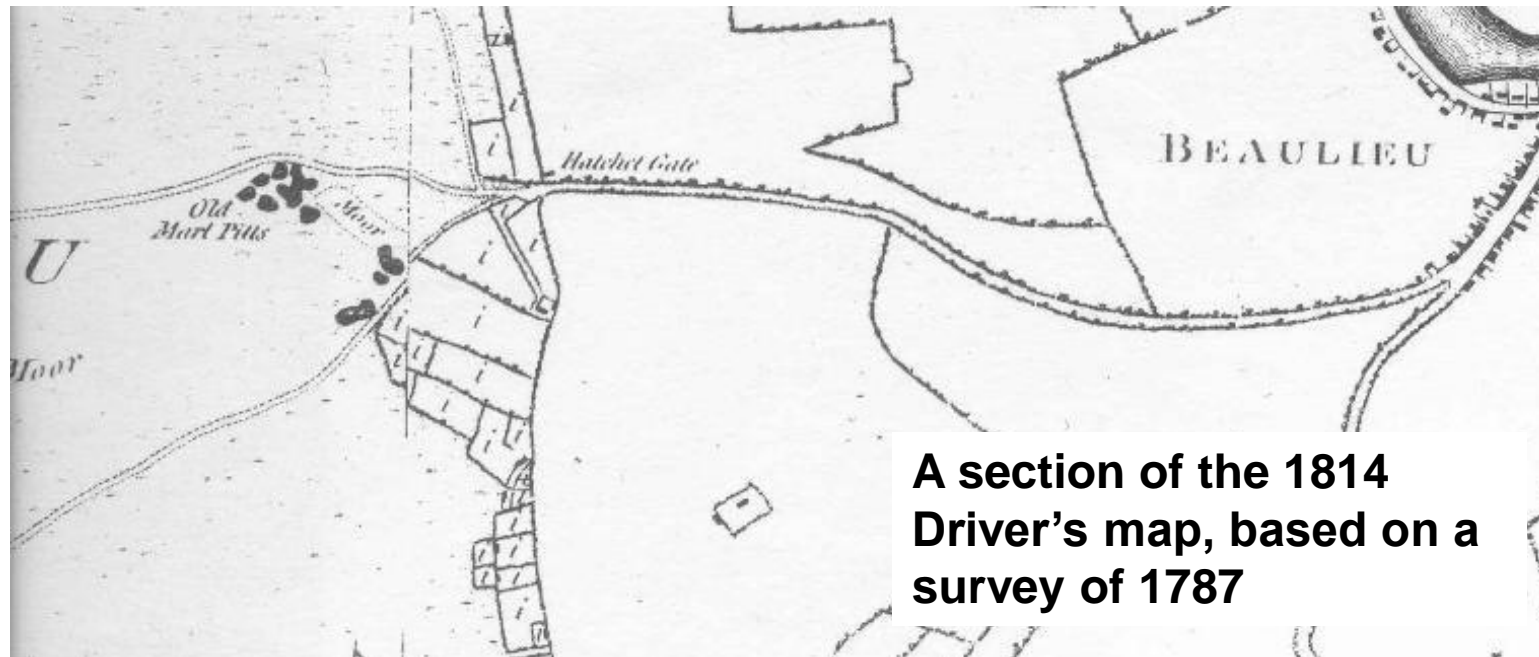 Hatchet Gate
BEAULIEU
Old
Marl Pitts
Moor
U
Moor
i
i
i
i
i
i
i
i
i
i
i
A section of the 1814
Driver’s map, based on a
survey of 1787